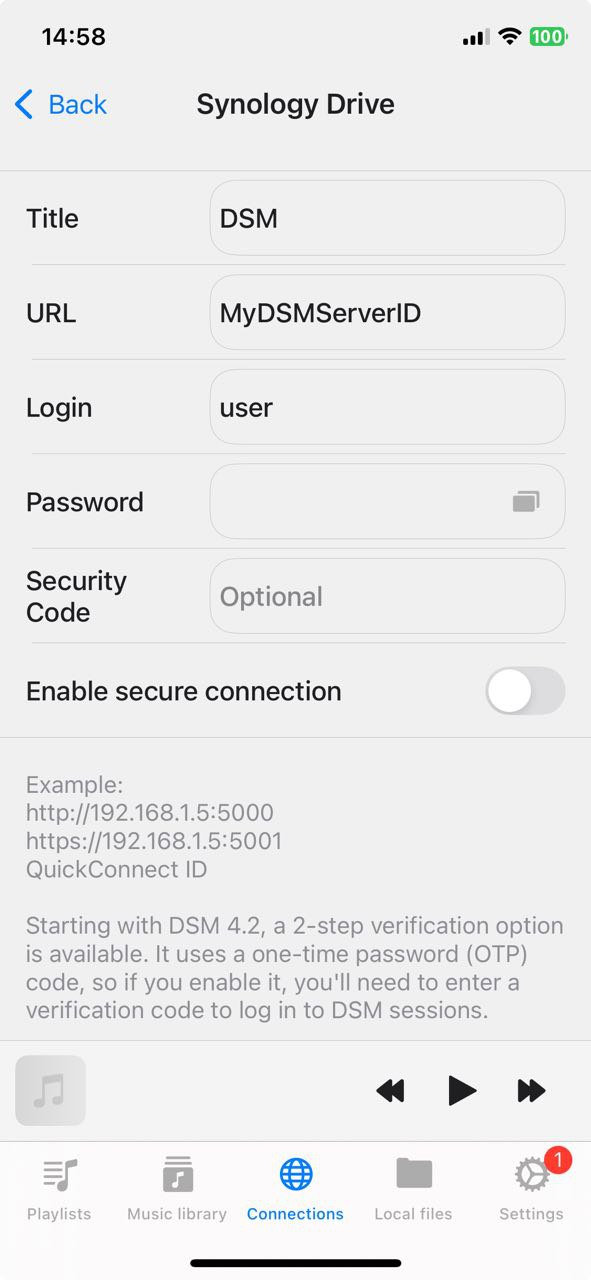 14:58
100
Back
Synology Drive
Title
DSM
URL
MyDSMServerID
Login
user
Password
Security
Code
Optional
Enable secure connection
Example:
http://192.168.1.5:5000
https://192.168.1.5:5001
QuickConnect ID
Starting with DSM 4.2, a 2-step verification option
is available. It uses a one-time password (OTP)
code, so if you enable it, you'll need to enter a
verification code to log in to DSM sessions.
1
Playlists
Music library
Connections
Local files
Settings